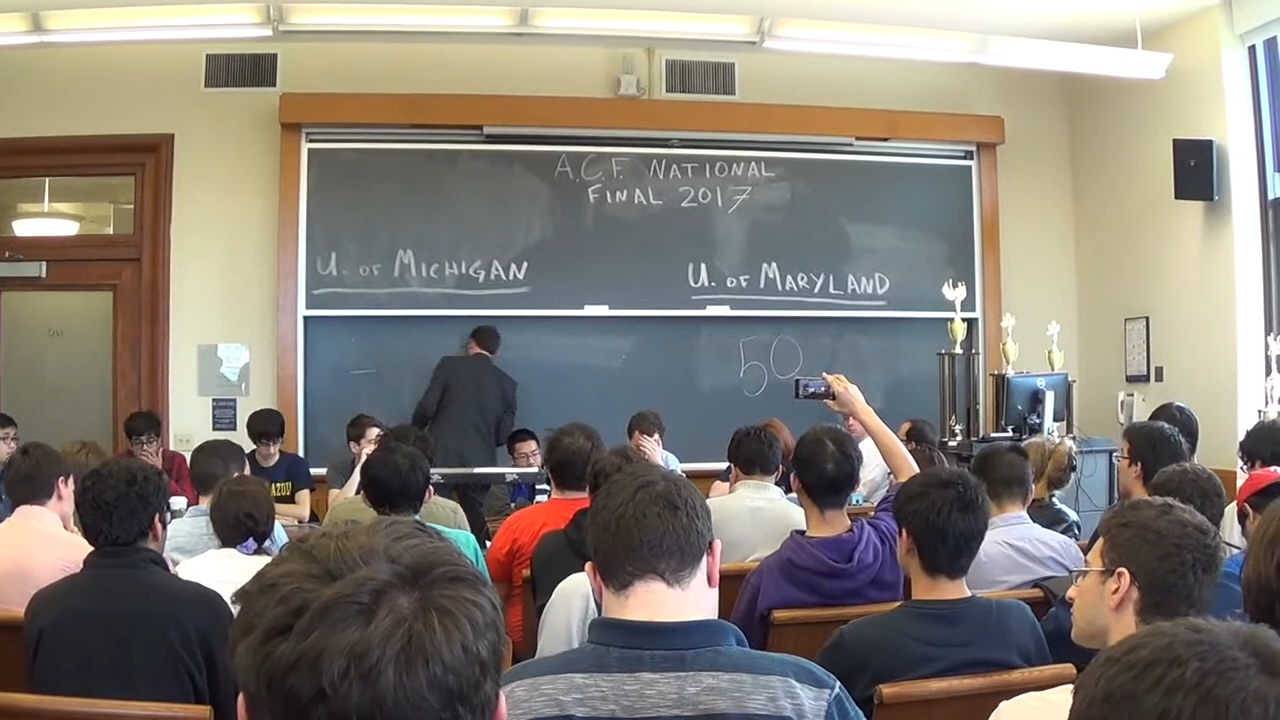 A.C.F. NATIONAL
FINAL 2017
U. OF MICHIGAN
U. OF MARYLAND
50